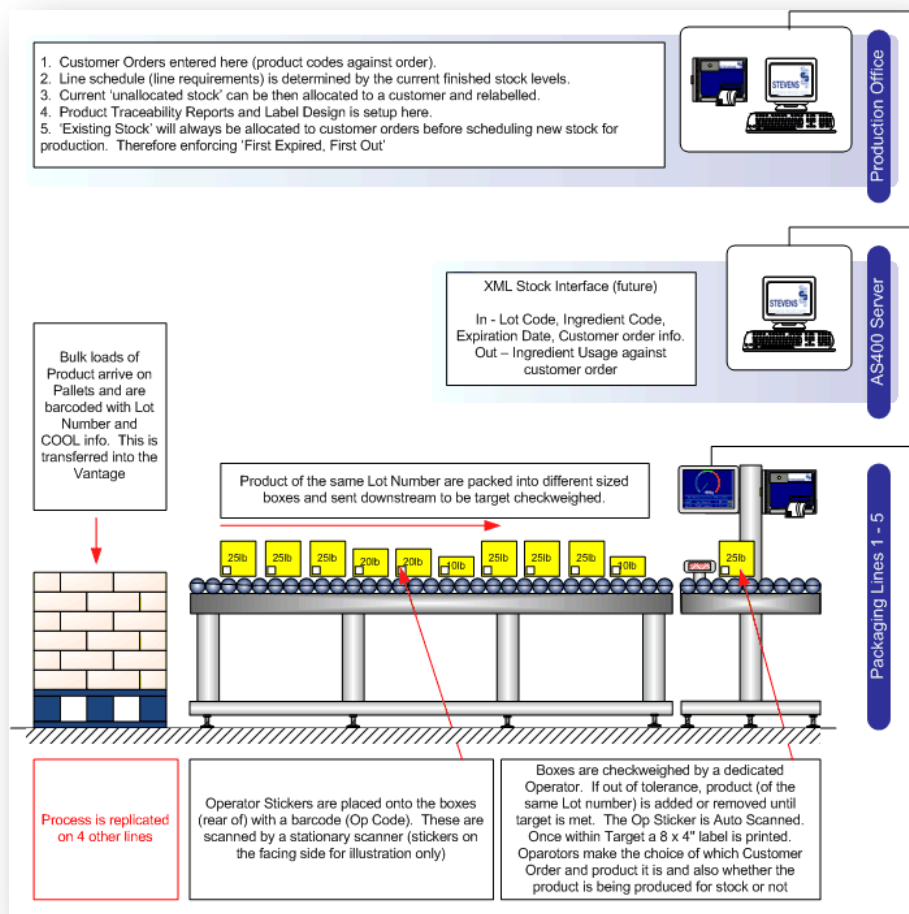 1. Customer Orders entered here (product codes against order).
2. Line schedule (line requirements) is determined by the current finished stock levels.
3. Current 'unallocated stock' can be then allocated to a customer and relabelled.
4. Product Traceability Reports and Label Design is setup here.
5. 'Existing Stock' will always be allocated to customer orders before scheduling new stock for
production. Therefore enforcing 'First Expired, First Out'
STEVENS
Production Office
XML Stock Interface (future)
In - Lot Code, Ingredient Code,
Expiration Date, Customer order info.
Out – Ingredient Usage against
customer order
STEVENS
AS400 Server
Bulk loads of
Product arrive on
Pallets and are
barcoded with Lot
Number and
COOL info. This is
transferred into the
Vantage
Product of the same Lot Number are packed into different sized
boxes and sent downstream to be target checkweighed.
25lb
25lb
25lb
20lb
20lb
10lb
25lb
25lb
25lb
10lb
25lb
Packaging Lines 1 - 5
Process is replicated
on 4 other lines
Operator Stickers are placed onto the boxes
(rear of) with a barcode (Op Code). These are
scanned by a stationary scanner (stickers on
the facing side for illustration only)
Boxes are checkweighed by a dedicated
Operator. If out of tolerance, product (of the
same Lot number) is added or removed until
target is met. The Op Sticker is Auto Scanned.
Once within Target a 8 x 4" label is printed.
Oparotors make the choice of which Customer
Order and product it is and also whether the
product is being produced for stock or not